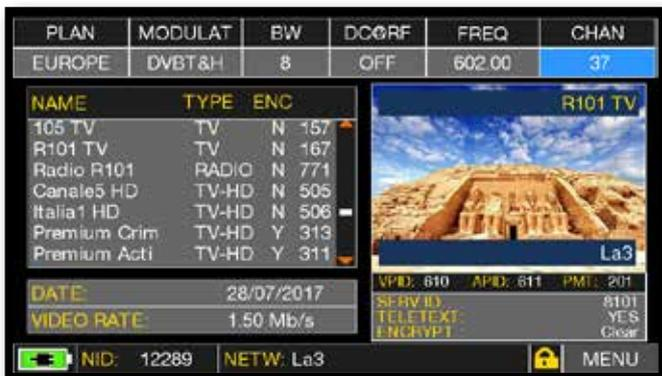 PLAN MODULAT BW DC@RF FREQ CHAN
EUROPE DVBT&H 8 OFF 602.00 37
NAME TYPE ENC
105 TV TV N 157
R101 TV TV N 167
Radio R101 RADIO N 771
Canale5 HD TV-HD N 505
Italia1 HD TV-HD N 506
Premium Crim TV-HD Y 313
Premium Acti TV-HD Y 311
R101 TV
La3
VPID: 610 APID: 611 PMT: 201
SERV ID: 8101
TELETEXT: YES
ENCRYPT Clear
DATE: 28/07/2017
VIDEO RATE: 1.50 Mb/s
NID: 12289 NETW: La3 MENU